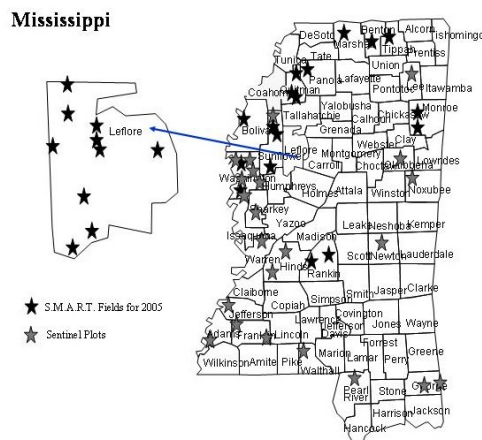 Mississippi
DeSoto
Marshall
Benton
Alcorn
Tippah
Tishomingo
Prentiss
Tunica
Tate
Union
Panola
Lafayette
Pontotoc
Lee
Itawamba
Coahoma
Quitman
Yalobusha
Tallahatchie
Calhoun
Chickasaw
Monroe
Bolivar
Grenada
Leflore
Leflore
Sunflower
Montgomery
Webster
Clay
Carroll
Choctaw
Oktibbeha
Lowndes
Washington
Humphreys
Holmes
Attala
Winston
Noxubee
Sharkey
Issaquena
Yazoo
Leake
Neshoba
Kemper
Madison
Warren
Hinds
Rankin
Scott
Newton
Lauderdale
Claiborne
Copiah
Simpson
Smith
Jasper
Clarke
Jefferson
Adams
Franklin
Lincoln
Lawrence
Jefferson
Davis
Covington
Jones
Wayne
Wilkinson
Amite
Pike
Walthall
Marion
Lamar
Forrest
Perry
Greene
Pearl
River
Stone
George
Harrison
Jackson
Hancock
S.M.A.R.T. Fields for 2005
Sentinel Plots